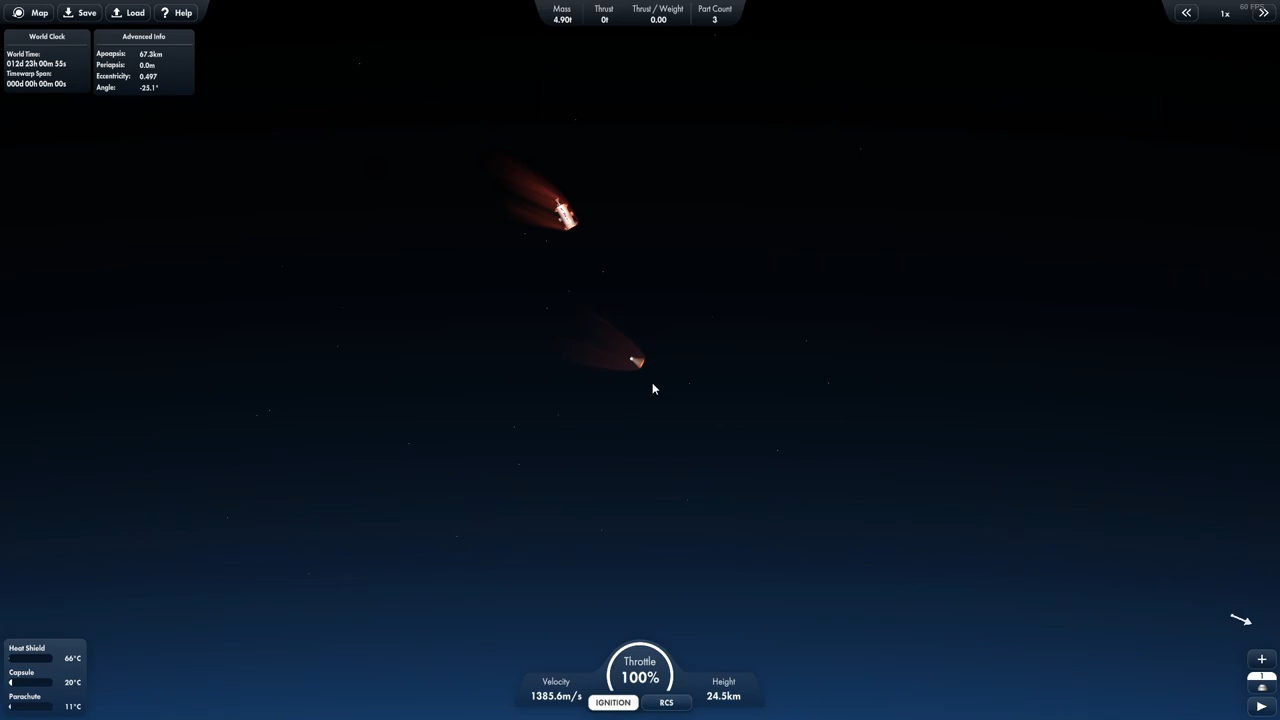 Map
Save
Load
Help
Mass
4.90t
Thrust
0t
Thrust / Weight
0.00
Part Count
3
1x
60 FPS
World Clock
World Time:
012d 23h 00m 55s
Timewarp Span:
000d 00h 00m 00s
Advanced Info
Apoapsis: 67.3km
Periapsis: 0.0m
Eccentricity: 0.497
Angle: -25.1°
Heat Shield
66°C
Capsule
20°C
Parachute
11°C
Throttle
100%
Velocity
1385.6m/s
IGNITION
RCS
Height
24.5km
1